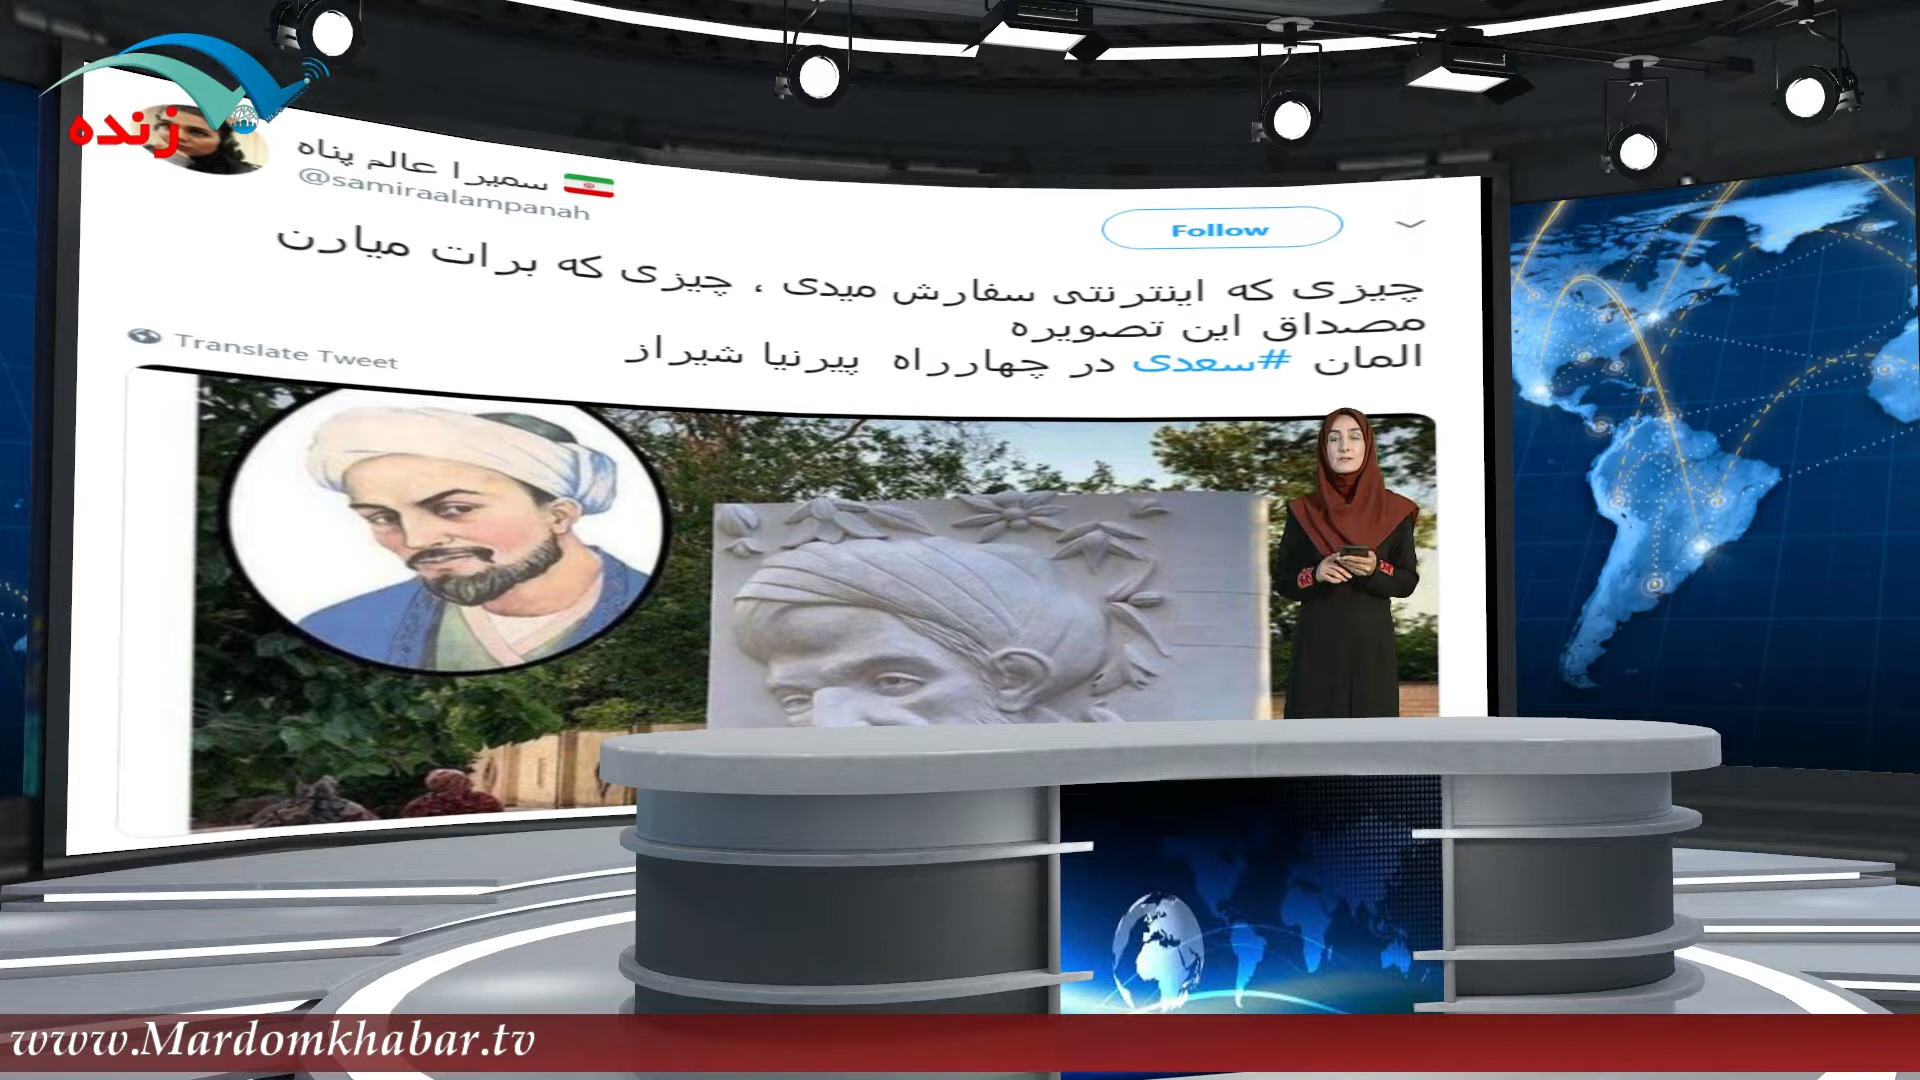 زنده
سمیرا عالم پناه
@samiraalampanah
Follow
چیزی که اینترنتی سفارش میدی ، چیزی که برات میارن
مصداق این تصویره
المان #سعدی در چهارراه پیرنیا شیراز
Translate Tweet
www.Mardomkhabar.tv